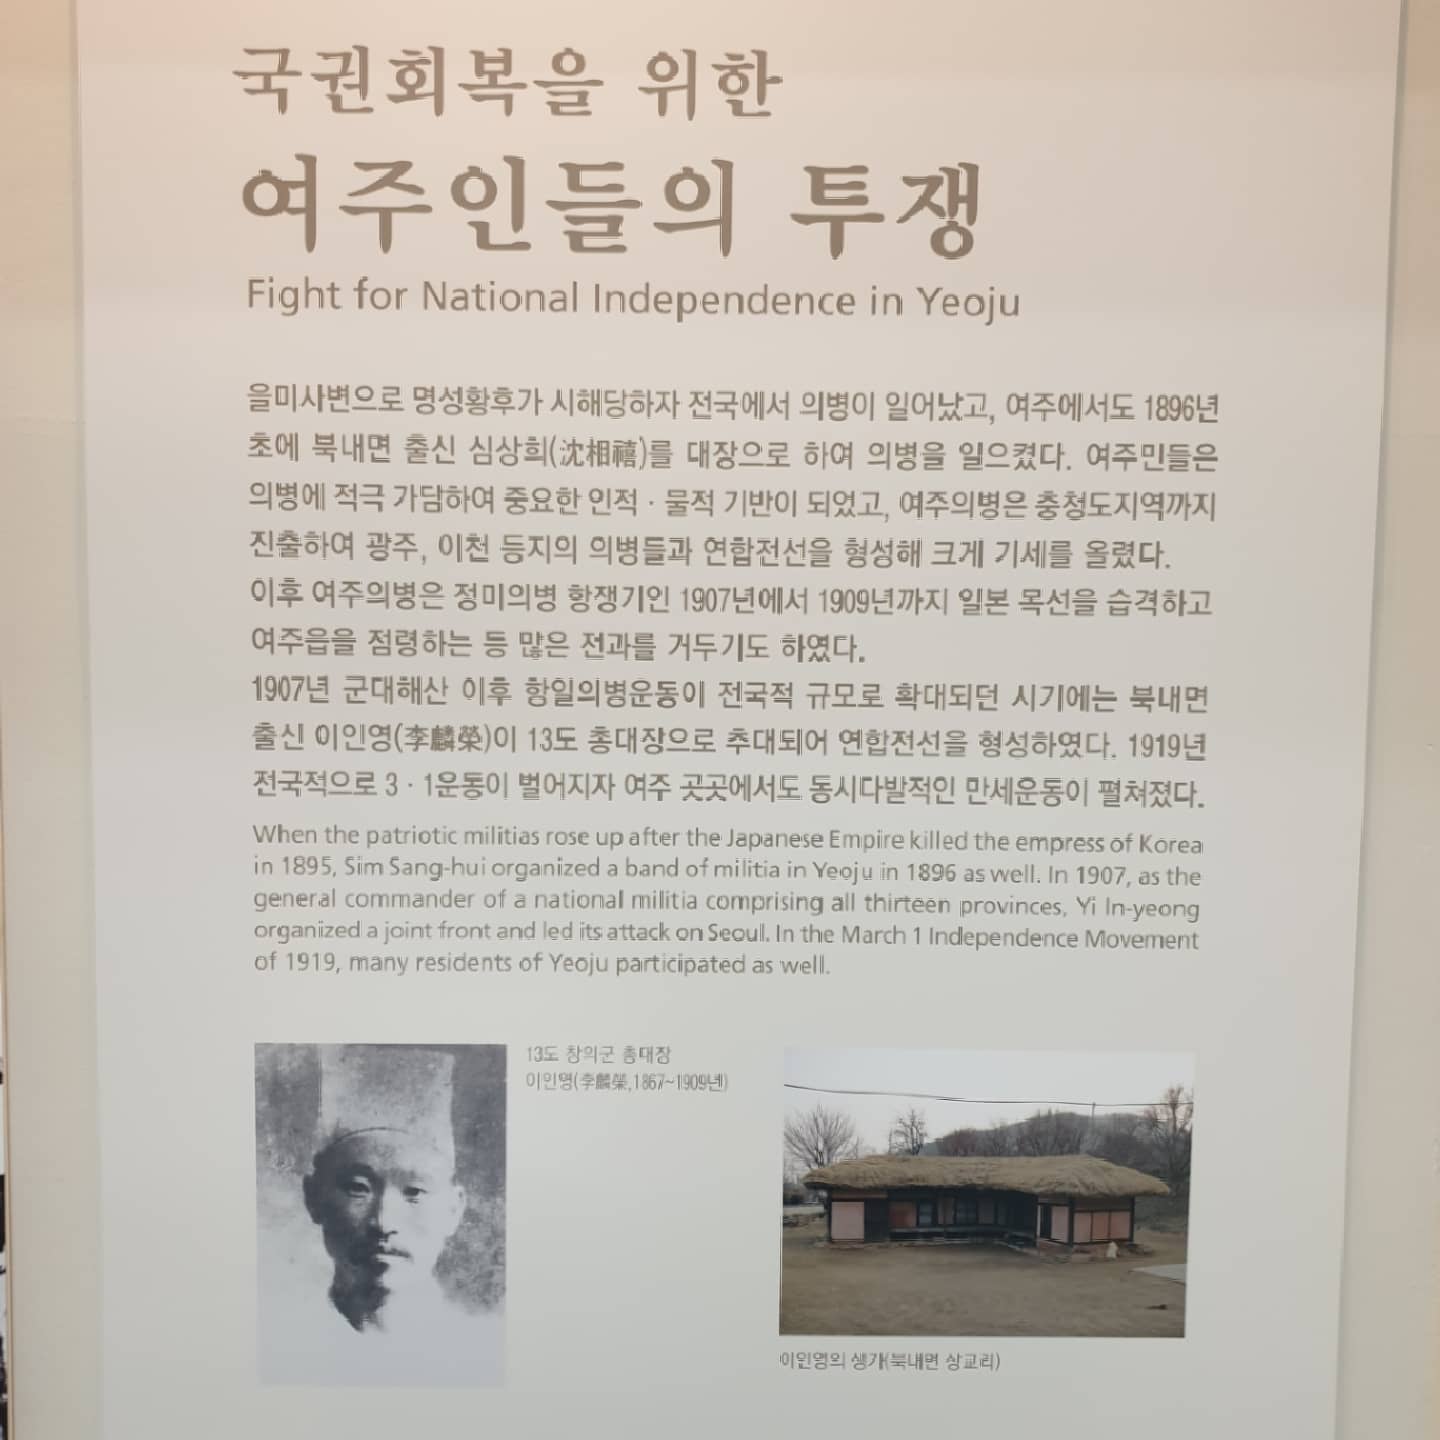 국권회복을 위한
여주인들의 투쟁
Fight for National Independence in Yeoju
을미사변으로 명성황후가 시해당하자 전국에서 의병이 일어났고, 여주에서도 1896년
초에 북내면 출신 심상희(沈相禧)를 대장으로 하여 의병을 일으켰다. 여주민들은
의병에 적극 가담하여 중요한 인적 · 물적 기반이 되었고, 여주의병은 충청도지역까지
진출하여 광주, 이천 등지의 의병들과 연합전선을 형성해 크게 기세를 올렸다.
이후 여주의병은 정미의병 항쟁기인 1907년에서 1909년까지 일본 목선을 습격하고
여주읍을 점령하는 등 많은 전과를 거두기도 하였다.
1907년 군대해산 이후 항일의병운동이 전국적 규모로 확대되던 시기에는 북내면
출신 이인영(李麟榮)이 13도 총대장으로 추대되어 연합전선을 형성하였다. 1919년
전국적으로 3 · 1운동이 벌어지자 여주 곳곳에서도 동시다발적인 만세운동이 펼쳐졌다.
When the patriotic militias rose up after the Japanese Empire killed the empress of Korea
in 1895, Sim Sang-hui organized a band of militia in Yeoju in 1896 as well. In 1907, as the
general commander of a national militia comprising all thirteen provinces, Yi In-yeong
organized a joint front and led its attack on Seoul. In the March 1 Independence Movement
of 1919, many residents of Yeoju participated as well.
13도 창의군 총대장
이인영(李麟榮,1867~1909년)
이인영의 생가(북내면 상교리)